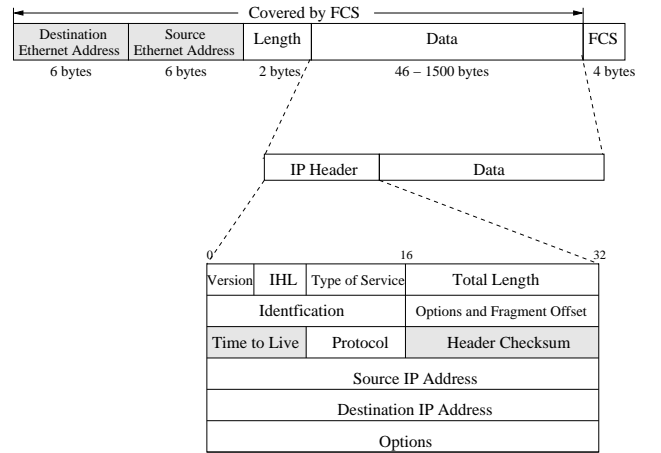 Covered by FCS
Destination Ethernet Address
Source Ethernet Address
Length
Data
FCS
6 bytes
6 bytes
2 bytes
46 – 1500 bytes
4 bytes
IP Header
Data
0
16
32
Version
IHL
Type of Service
Total Length
Identfication
Options and Fragment Offset
Time to Live
Protocol
Header Checksum
Source IP Address
Destination IP Address
Options